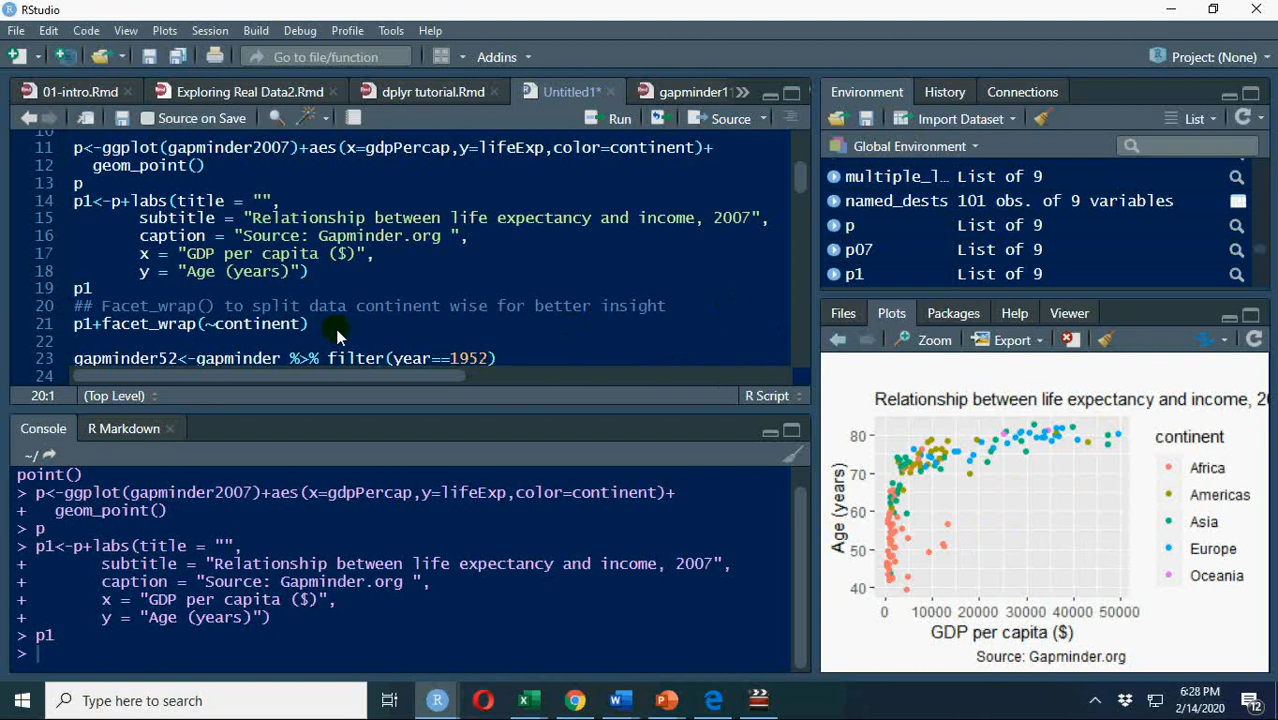 RStudio
File Edit Code View Plots Session Build Debug Profile Tools Help
Go to file/function Addins Project: (None)
01-intro.Rmd Exploring Real Data2.Rmd dplyr tutorial.Rmd Untitled1* gapminder1
Source on Save Run Source
10
11 p<-ggplot(gapminder2007)+aes(x=gdpPercap,y=lifeExp,color=continent)+
12 geom_point()
13 p
14 p1<-p+labs(title = "",
15 subtitle = "Relationship between life expectancy and income, 2007",
16 caption = "Source: Gapminder.org ",
17 x = "GDP per capita ($)",
18 y = "Age (years)")
19 p1
20 ## Facet_wrap() to split data continent wise for better insight
21 p1+facet_wrap(~continent)
22
23 gapminder52<-gapminder %>% filter(year==1952)
24
20:1 (Top Level) R Script
Console R Markdown
~/
point()
> p<-ggplot(gapminder2007)+aes(x=gdpPercap,y=lifeExp,color=continent)+
+ geom_point()
> p
> p1<-p+labs(title = "",
+ subtitle = "Relationship between life expectancy and income, 2007",
+ caption = "Source: Gapminder.org ",
+ x = "GDP per capita ($)",
+ y = "Age (years)")
> p1
>
Environment History Connections
Import Dataset List
Global Environment
multiple_l… List of 9
named_dests 101 obs. of 9 variables
p List of 9
p07 List of 9
p1 List of 9
Files Plots Packages Help Viewer
Zoom Export
Relationship between life expectancy and income, 20
80
70
60
50
40
Age (years)
0 10000 20000 30000 40000 50000
GDP per capita ($)
Source: Gapminder.org
continent
Africa
Americas
Asia
Europe
Oceania
Type here to search
6:28 PM
2/14/2020
12